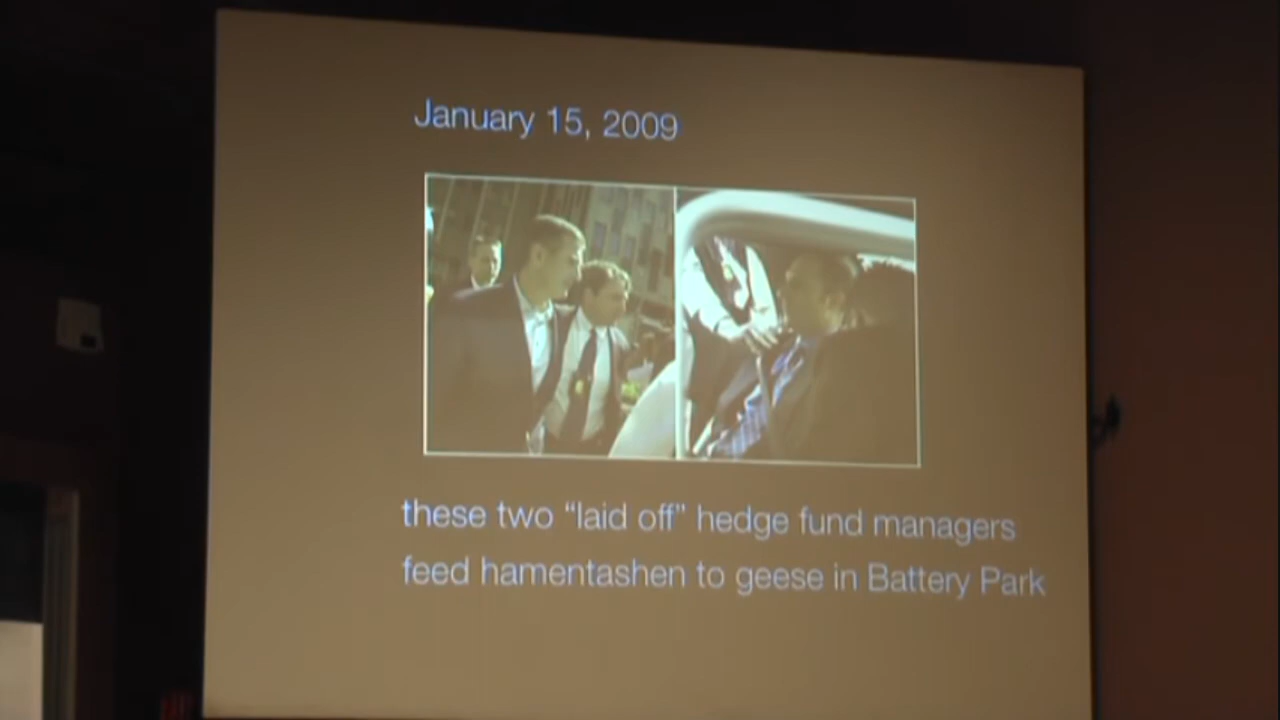 January 15, 2009
these two “laid off” hedge fund managers
feed hamentashen to geese in Battery Park